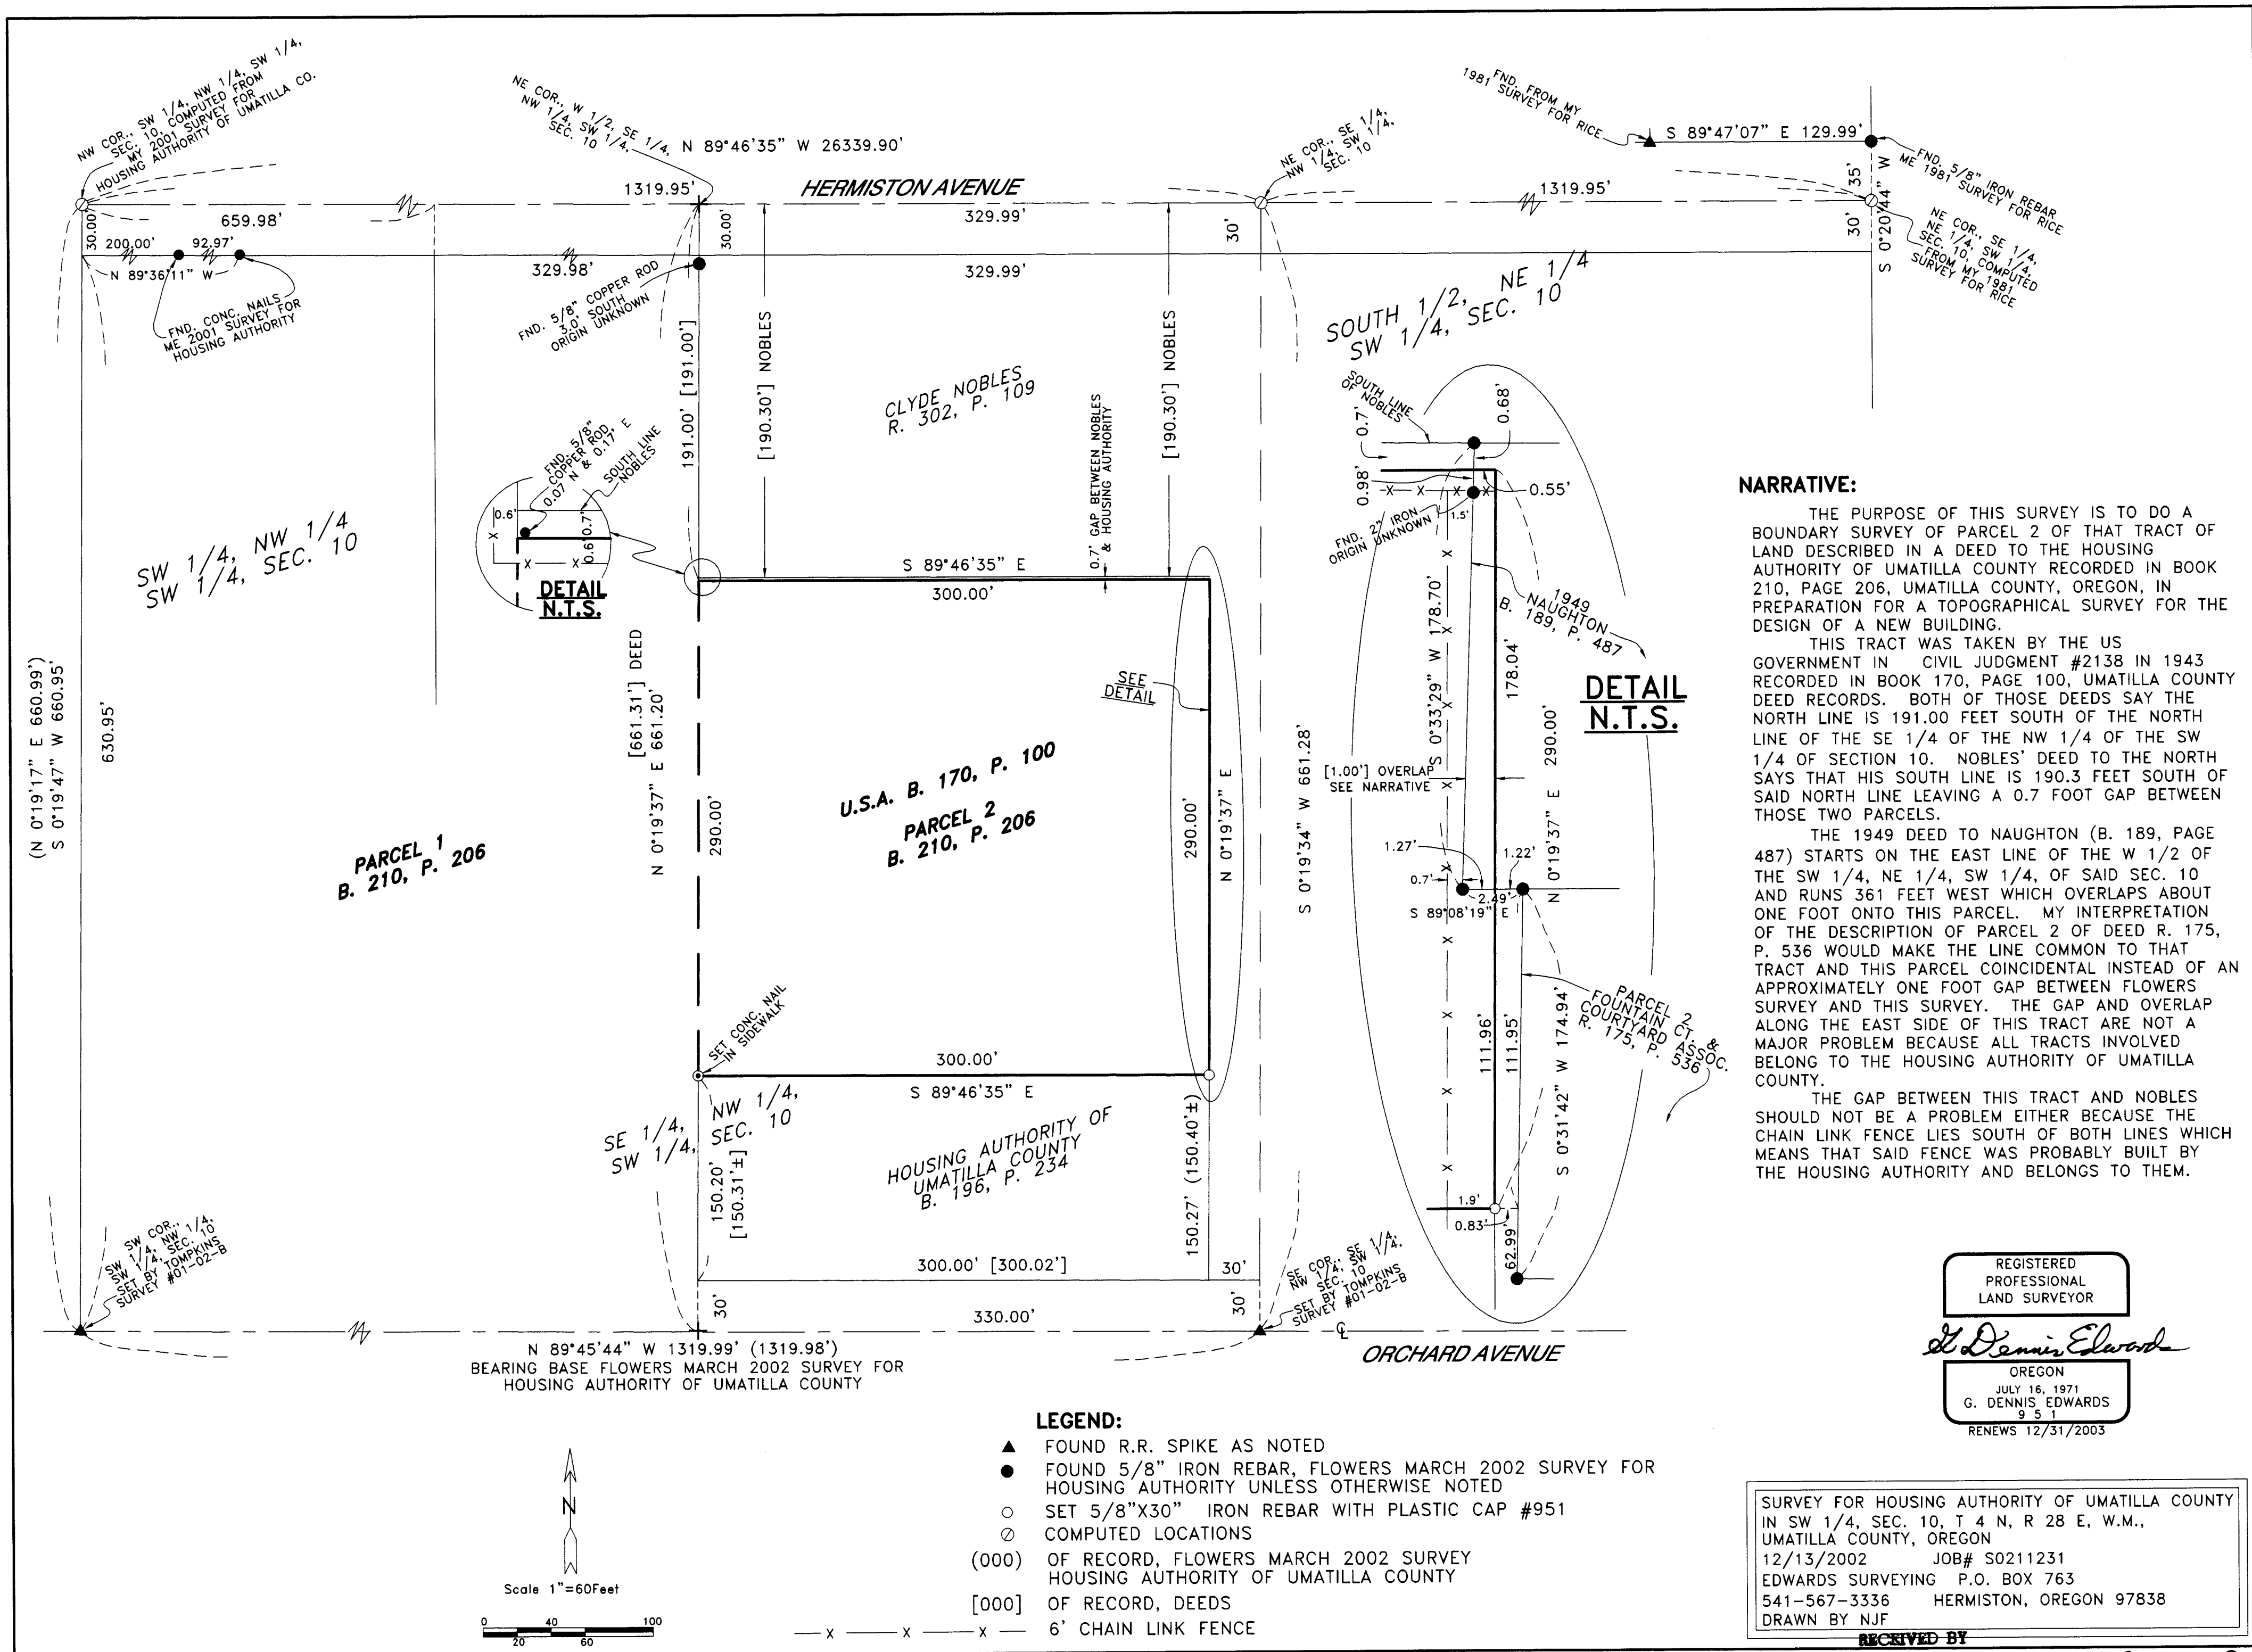 NW COR., SW 1/4, NW 1/4, SW 1/4,
SEC. 10, COMPUTED FROM
MY 2001 SURVEY FOR
HOUSING AUTHORITY OF UMATILLA CO.
NE COR., W 1/2, SE 1/4,
NW 1/4, SW 1/4,
SEC. 10
N 89°46'35" W 26339.90'
1319.95'
HERMISTON AVENUE
NE COR., SE 1/4,
NW 1/4, SW 1/4,
SEC. 10
1319.95'
FND. FROM MY
1981 SURVEY FOR RICE
S 89°47'07" E 129.99'
FND. 5/8" IRON REBAR
ME 1981 SURVEY FOR RICE
35'
30'
S 0°20'44" W
NE COR., SE 1/4,
NE 1/4, SW 1/4,
SEC. 10, COMPUTED
FROM MY 1981
SURVEY FOR RICE
659.98'
329.99'
30.00'
30.00'
30'
200.00'
92.97'
N 89°36'11" W
329.98'
329.99'
FND. CONC. NAILS
ME 2001 SURVEY FOR
HOUSING AUTHORITY
FND. 5/8" COPPER ROD
3.0' SOUTH
ORIGIN UNKNOWN
191.00' [191.00']
[190.30'] NOBLES
[190.30'] NOBLES
CLYDE NOBLES
R. 302, P. 109
0.7' GAP BETWEEN NOBLES
& HOUSING AUTHORITY
SOUTH 1/2, NE 1/4
SW 1/4, SEC. 10
FND. 5/8"
COPPER ROD
0.07 N & 0.17' E
SOUTH LINE
NOBLES
0.6'
0.7'
0.6'
X
X
X
DETAIL
N.T.S.
SW 1/4, NW 1/4
SW 1/4, SEC. 10
S 89°46'35" E
300.00'
(N 0°19'17" E 660.99')
S 0°19'47" W 660.95'
630.95'
[661.31'] DEED
N 0°19'37" E 661.20'
290.00'
U.S.A. B. 170, P. 100
PARCEL 2
B. 210, P. 206
PARCEL 1
B. 210, P. 206
SEE
DETAIL
290.00'
N 0°19'37" E
S 0°19'34" W 661.28'
SET CONC. NAIL
IN SIDEWALK
300.00'
S 89°46'35" E
SE 1/4, NW 1/4,
SW 1/4, SEC. 10
HOUSING AUTHORITY OF
UMATILLA COUNTY
B. 196, P. 234
150.20'
[150.31'±]
150.27' (150.40'±)
300.00' [300.02']
30'
30'
30'
330.00'
SW COR.,
SW 1/4, NW 1/4,
SW 1/4, SEC. 10
SET BY TOMPKINS
SURVEY #01-02-B
SE COR., SE 1/4,
NW 1/4, SW 1/4,
SEC. 10
SET BY TOMPKINS
SURVEY #01-02-B
N 89°45'44" W 1319.99' (1319.98')
BEARING BASE FLOWERS MARCH 2002 SURVEY FOR
HOUSING AUTHORITY OF UMATILLA COUNTY
ORCHARD AVENUE
SOUTH LINE
OF NOBLES
0.7'
0.68'
0.98'
X X X X
0.55'
1.5'
FND. 2" IRON
ORIGIN UNKNOWN
S 0°33'29" W 178.70'
1949
NAUGHTON
B. 189, P. 487
178.04'
DETAIL
N.T.S.
[1.00'] OVERLAP
SEE NARRATIVE
N 0°19'37" E 290.00'
1.27'
1.22'
0.7'
2.49'
S 89°08'19" E
111.96'
111.95'
S 0°31'42" W 174.94'
PARCEL 2
FOUNTAIN CT. &
COURTYARD ASSOC.
R. 175, P. 536
1.9'
0.83'
62.99'
NARRATIVE:
THE PURPOSE OF THIS SURVEY IS TO DO A
BOUNDARY SURVEY OF PARCEL 2 OF THAT TRACT OF
LAND DESCRIBED IN A DEED TO THE HOUSING
AUTHORITY OF UMATILLA COUNTY RECORDED IN BOOK
210, PAGE 206, UMATILLA COUNTY, OREGON, IN
PREPARATION FOR A TOPOGRAPHICAL SURVEY FOR THE
DESIGN OF A NEW BUILDING.
THIS TRACT WAS TAKEN BY THE US
GOVERNMENT IN CIVIL JUDGMENT #2138 IN 1943
RECORDED IN BOOK 170, PAGE 100, UMATILLA COUNTY
DEED RECORDS. BOTH OF THOSE DEEDS SAY THE
NORTH LINE IS 191.00 FEET SOUTH OF THE NORTH
LINE OF THE SE 1/4 OF THE NW 1/4 OF THE SW
1/4 OF SECTION 10. NOBLES' DEED TO THE NORTH
SAYS THAT HIS SOUTH LINE IS 190.3 FEET SOUTH OF
SAID NORTH LINE LEAVING A 0.7 FOOT GAP BETWEEN
THOSE TWO PARCELS.
THE 1949 DEED TO NAUGHTON (B. 189, PAGE
487) STARTS ON THE EAST LINE OF THE W 1/2 OF
THE SW 1/4, NE 1/4, SW 1/4, OF SAID SEC. 10
AND RUNS 361 FEET WEST WHICH OVERLAPS ABOUT
ONE FOOT ONTO THIS PARCEL. MY INTERPRETATION
OF THE DESCRIPTION OF PARCEL 2 OF DEED R. 175,
P. 536 WOULD MAKE THE LINE COMMON TO THAT
TRACT AND THIS PARCEL COINCIDENTAL INSTEAD OF AN
APPROXIMATELY ONE FOOT GAP BETWEEN FLOWERS
SURVEY AND THIS SURVEY. THE GAP AND OVERLAP
ALONG THE EAST SIDE OF THIS TRACT ARE NOT A
MAJOR PROBLEM BECAUSE ALL TRACTS INVOLVED
BELONG TO THE HOUSING AUTHORITY OF UMATILLA
COUNTY.
THE GAP BETWEEN THIS TRACT AND NOBLES
SHOULD NOT BE A PROBLEM EITHER BECAUSE THE
CHAIN LINK FENCE LIES SOUTH OF BOTH LINES WHICH
MEANS THAT SAID FENCE WAS PROBABLY BUILT BY
THE HOUSING AUTHORITY AND BELONGS TO THEM.
REGISTERED
PROFESSIONAL
LAND SURVEYOR
G. Dennis Edwards
OREGON
JULY 16, 1971
G. DENNIS EDWARDS
9 5 1
RENEWS 12/31/2003
LEGEND:
FOUND R.R. SPIKE AS NOTED
FOUND 5/8" IRON REBAR, FLOWERS MARCH 2002 SURVEY FOR
HOUSING AUTHORITY UNLESS OTHERWISE NOTED
SET 5/8"X30" IRON REBAR WITH PLASTIC CAP #951
COMPUTED LOCATIONS
(000) OF RECORD, FLOWERS MARCH 2002 SURVEY
HOUSING AUTHORITY OF UMATILLA COUNTY
[000] OF RECORD, DEEDS
X X X 6' CHAIN LINK FENCE
N
Scale 1"=60Feet
0 40 100
20 60
SURVEY FOR HOUSING AUTHORITY OF UMATILLA COUNTY
IN SW 1/4, SEC. 10, T 4 N, R 28 E, W.M.,
UMATILLA COUNTY, OREGON
12/13/2002 JOB# S0211231
EDWARDS SURVEYING P.O. BOX 763
541-567-3336 HERMISTON, OREGON 97838
DRAWN BY NJF
RECEIVED BY